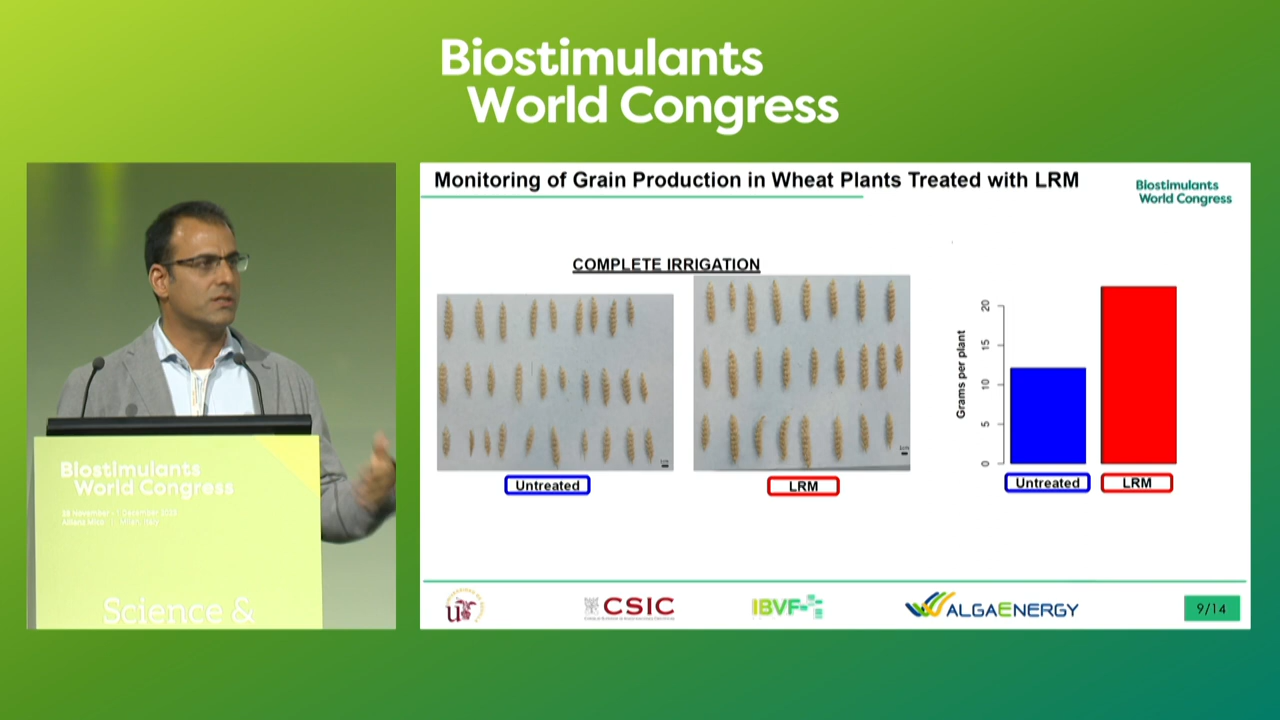 Biostimulants
World Congress
Monitoring of Grain Production in Wheat Plants Treated with LRM
Biostimulants
World Congress
COMPLETE IRRIGATION
Untreated
LRM
Grams per plant
0
5
10
15
20
Untreated
LRM
CSIC
IBVF
ALGAENERGY
9/14
Biostimulants
World Congress
Science &